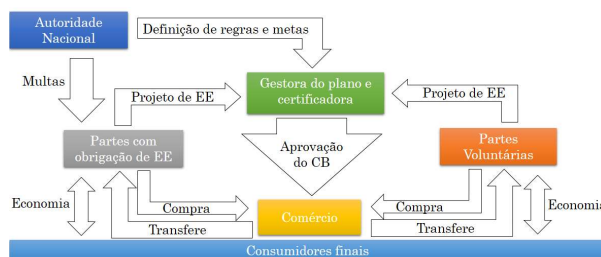 Autoridade
Nacional
Definição de regras e metas
Multas
Projeto de EE
Gestora do plano e
certificadora
Projeto de EE
Partes com
obrigação de EE
Aprovação
do CB
Partes
Voluntárias
Economia
Compra
Transfere
Comércio
Compra
Transfere
Economia
Consumidores finais